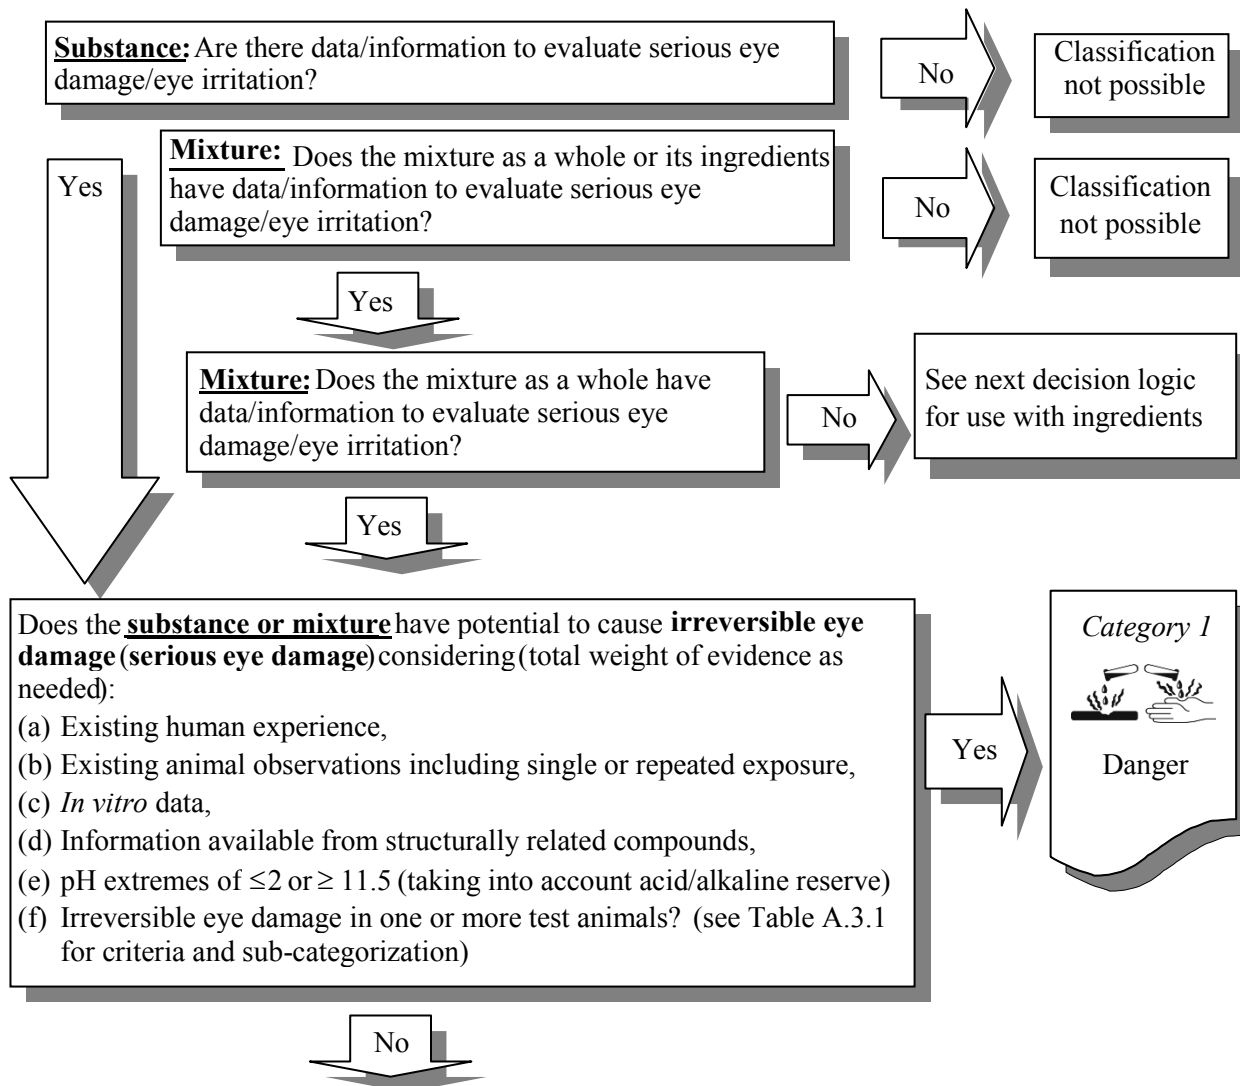 Substance: Are there data/information to evaluate serious eye
damage/eye irritation?
No
Classification
not possible
Yes
Mixture: Does the mixture as a whole or its ingredients
have data/information to evaluate serious eye
damage/eye irritation?
No
Classification
not possible
Yes
Mixture: Does the mixture as a whole have
data/information to evaluate serious eye
damage/eye irritation?
No
See next decision logic
for use with ingredients
Yes
Does the substance or mixture have potential to cause irreversible eye
damage (serious eye damage) considering (total weight of evidence as
needed):
(a) Existing human experience,
(b) Existing animal observations including single or repeated exposure,
(c) In vitro data,
(d) Information available from structurally related compounds,
(e) pH extremes of ≤2 or ≥ 11.5 (taking into account acid/alkaline reserve)
(f) Irreversible eye damage in one or more test animals? (see Table A.3.1
for criteria and sub-categorization)
Yes
Category 1
Danger
No